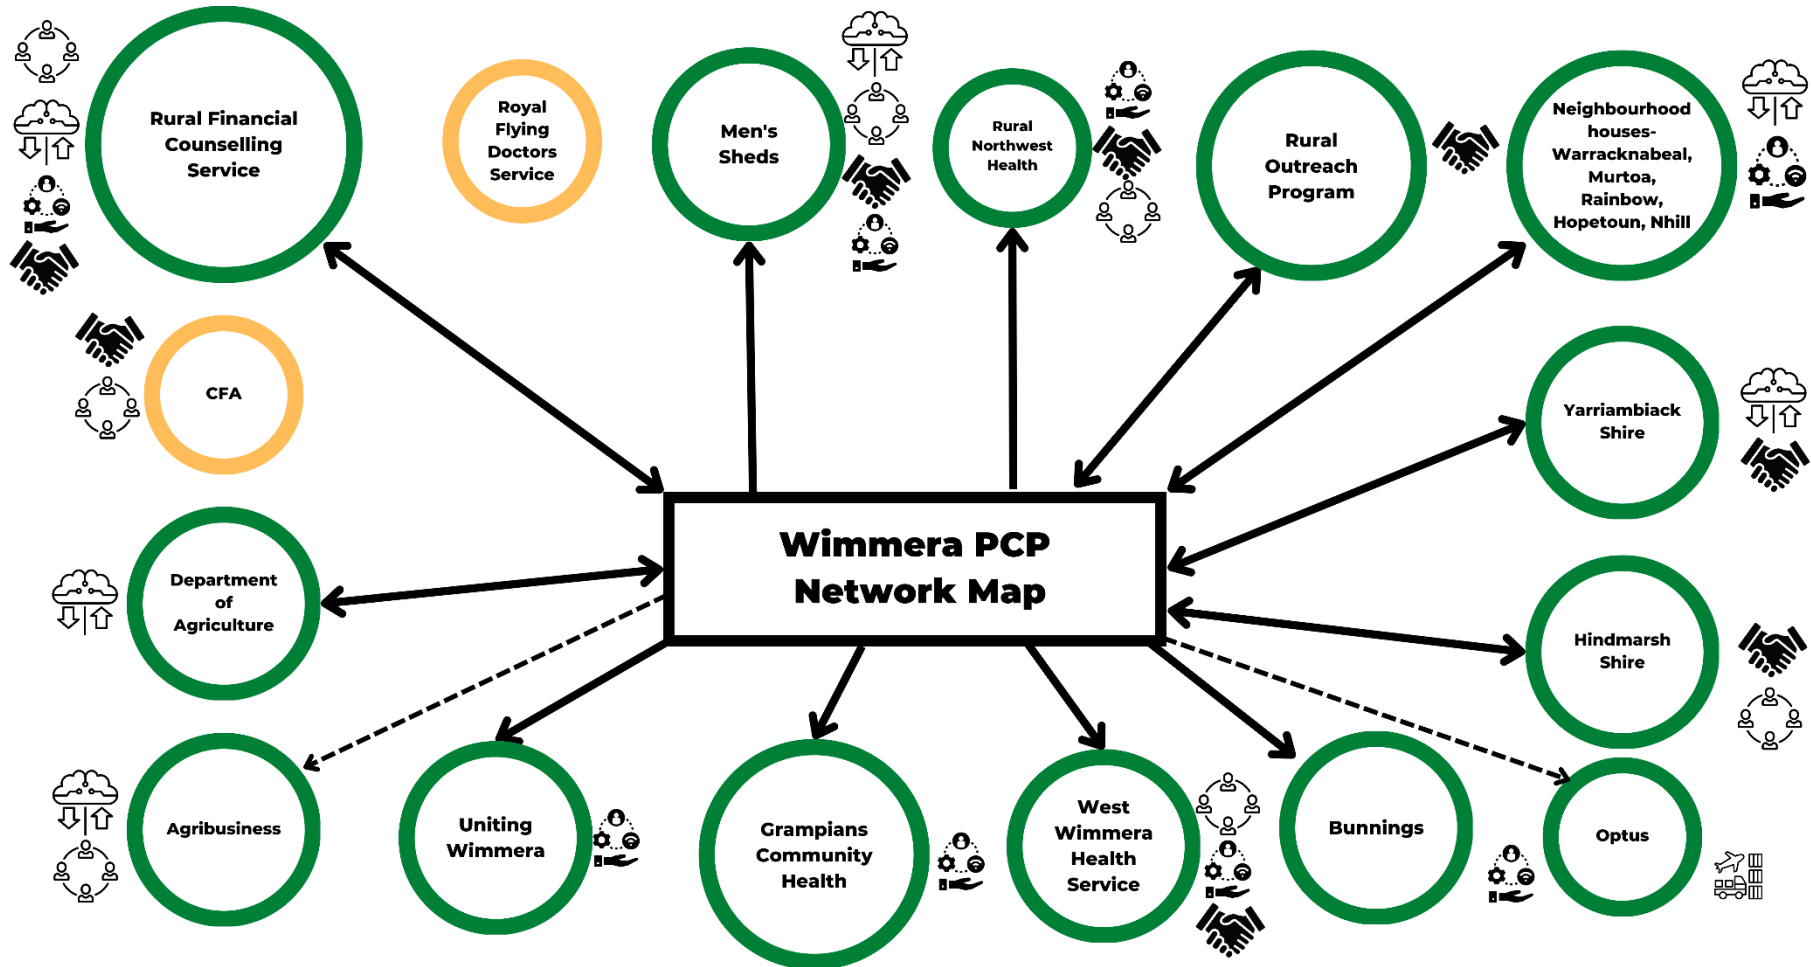 Rural Financial
Counselling
Service
Royal
Flying
Doctors
Service
Men's
Sheds
Rural
Northwest
Health
Rural
Outreach
Program
Neighbourhood
houses-
Warracknabeal,
Murtoa,
Rainbow,
Hopetoun, Nhill
CFA
Yarriambiack
Shire
Wimmera PCP
Network Map
Department
of
Agriculture
Hindmarsh
Shire
Agribusiness
Uniting
Wimmera
Grampians
Community
Health
West
Wimmera
Health
Service
Bunnings
Optus